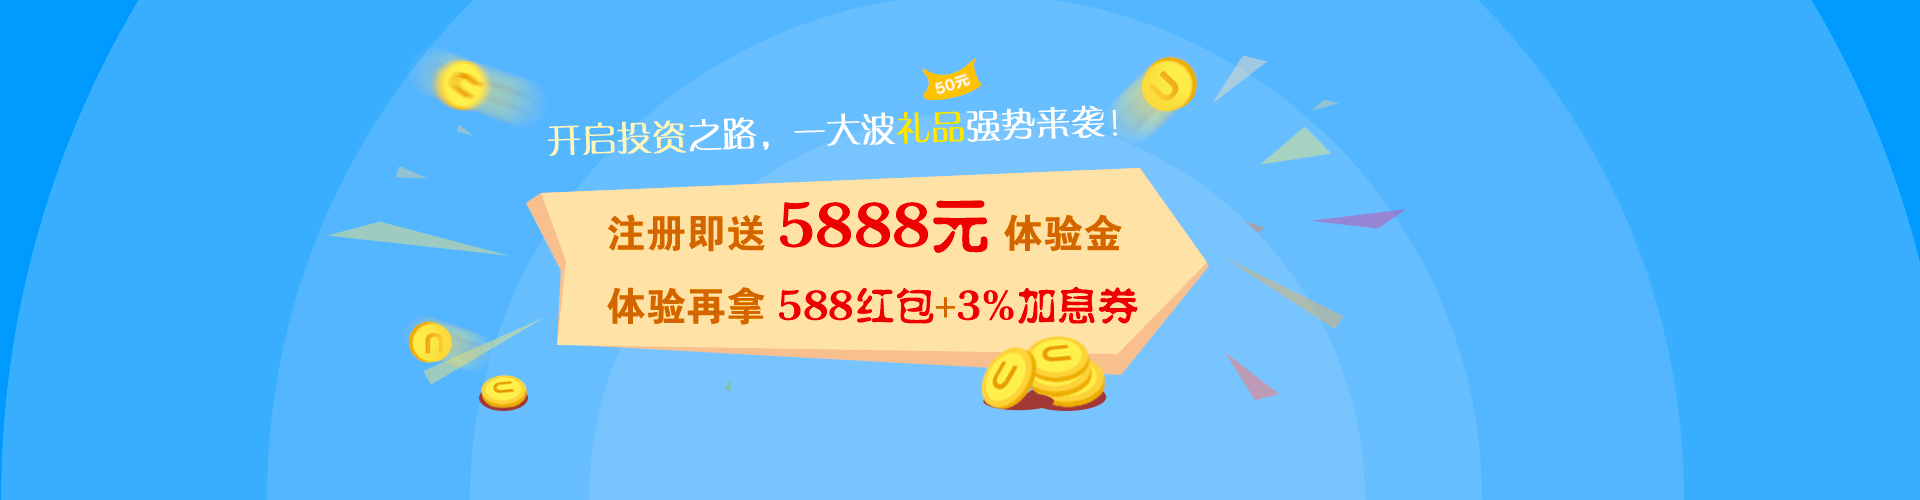 50元
开启投资之路，一大波礼品强势来袭！
注册即送 5888元 体验金
体验再拿 588红包+3%加息券